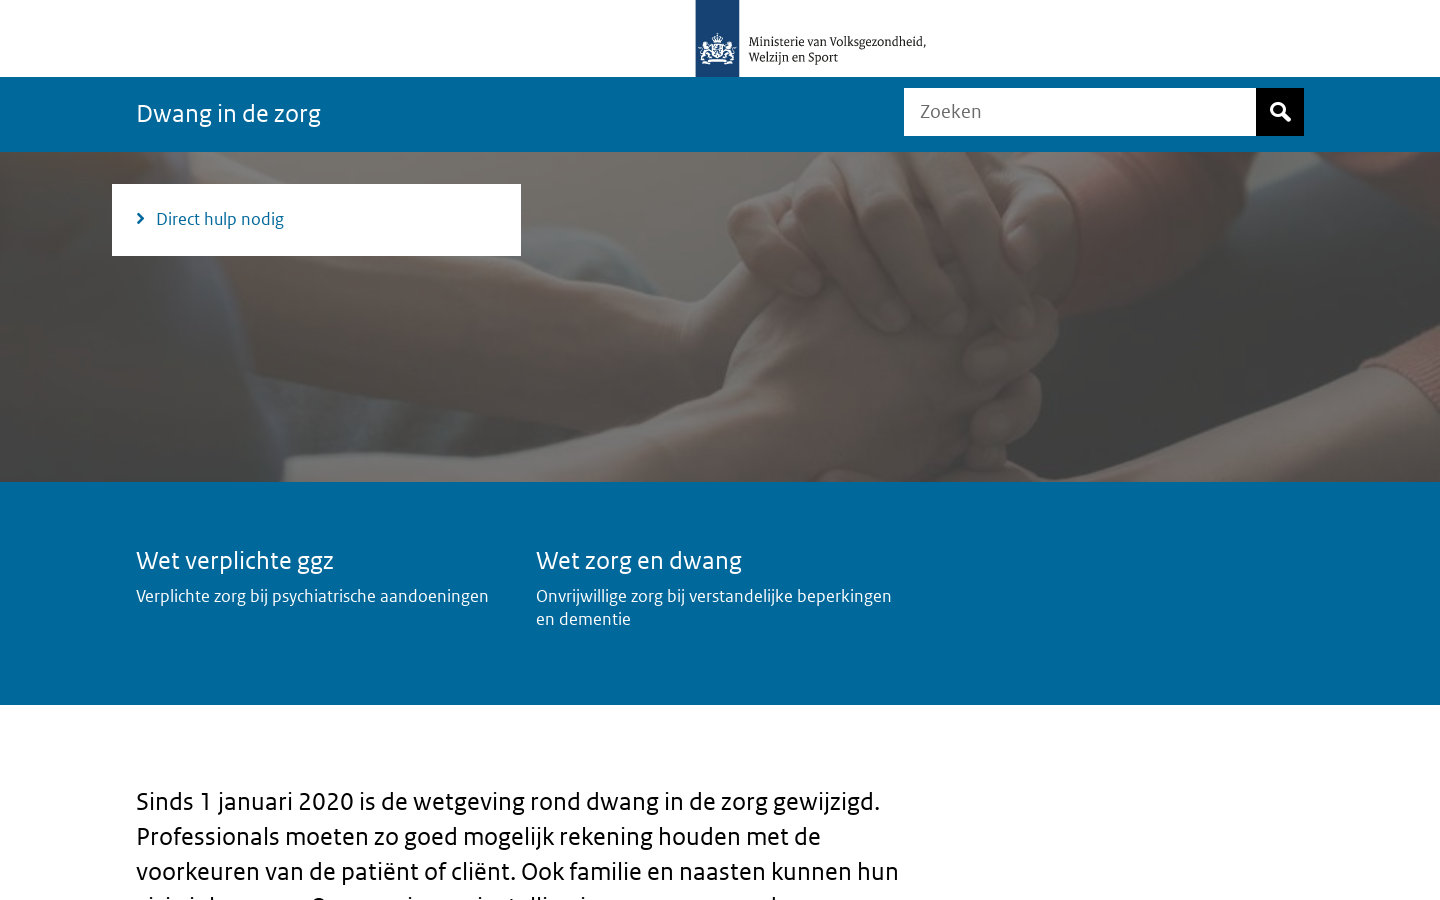 Ministerie van Volksgezondheid,
Welzijn en Sport
Dwang in de zorg
Zoeken
Direct hulp nodig
Wet verplichte ggz
Verplichte zorg bij psychiatrische aandoeningen
Wet zorg en dwang
Onvrijwillige zorg bij verstandelijke beperkingen
en dementie
Sinds 1 januari 2020 is de wetgeving rond dwang in de zorg gewijzigd.
Professionals moeten zo goed mogelijk rekening houden met de
voorkeuren van de patiënt of cliënt. Ook familie en naasten kunnen hun